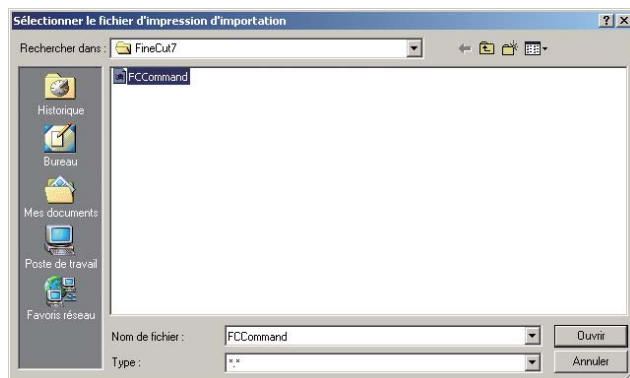 Sélectionner le fichier d'impression d'importation
Rechercher dans : FineCut7
FCCommand
Historique
Bureau
Mes documents
Poste de travail
Favoris réseau
Nom de fichier : FCCommand Ouvrir
Type : *.* Annuler